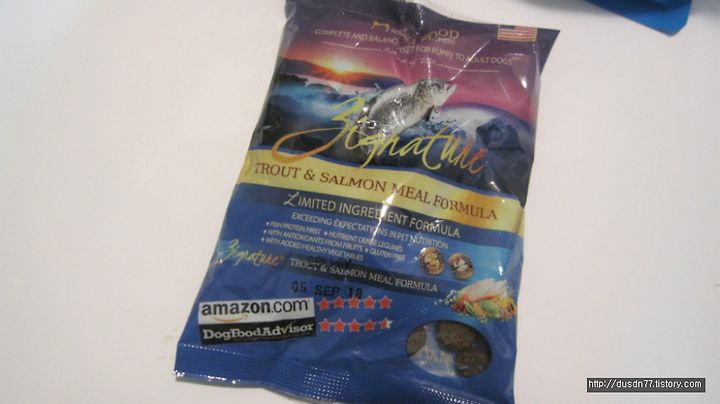 FOOD
COMPLETE AND BALANCED
FOR PUPPY TO ADULT DOGS
Zignature
TROUT & SALMON MEAL FORMULA
LIMITED INGREDIENT FORMULA
EXCEEDING EXPECTATIONS IN PET NUTRITION
• FISH PROTEIN FIRST • NUTRIENT DENSE LEGUMES
• WITH ANTIOXIDANTS FROM FRUITS • GLUTEN FREE
• WITH ADDED HEALTHY VEGETABLES
Zignature TROUT & SALMON MEAL FORMULA
05 SEP 18
amazon.com
DogFoodAdvisor
http://dusdn77.tistory.com